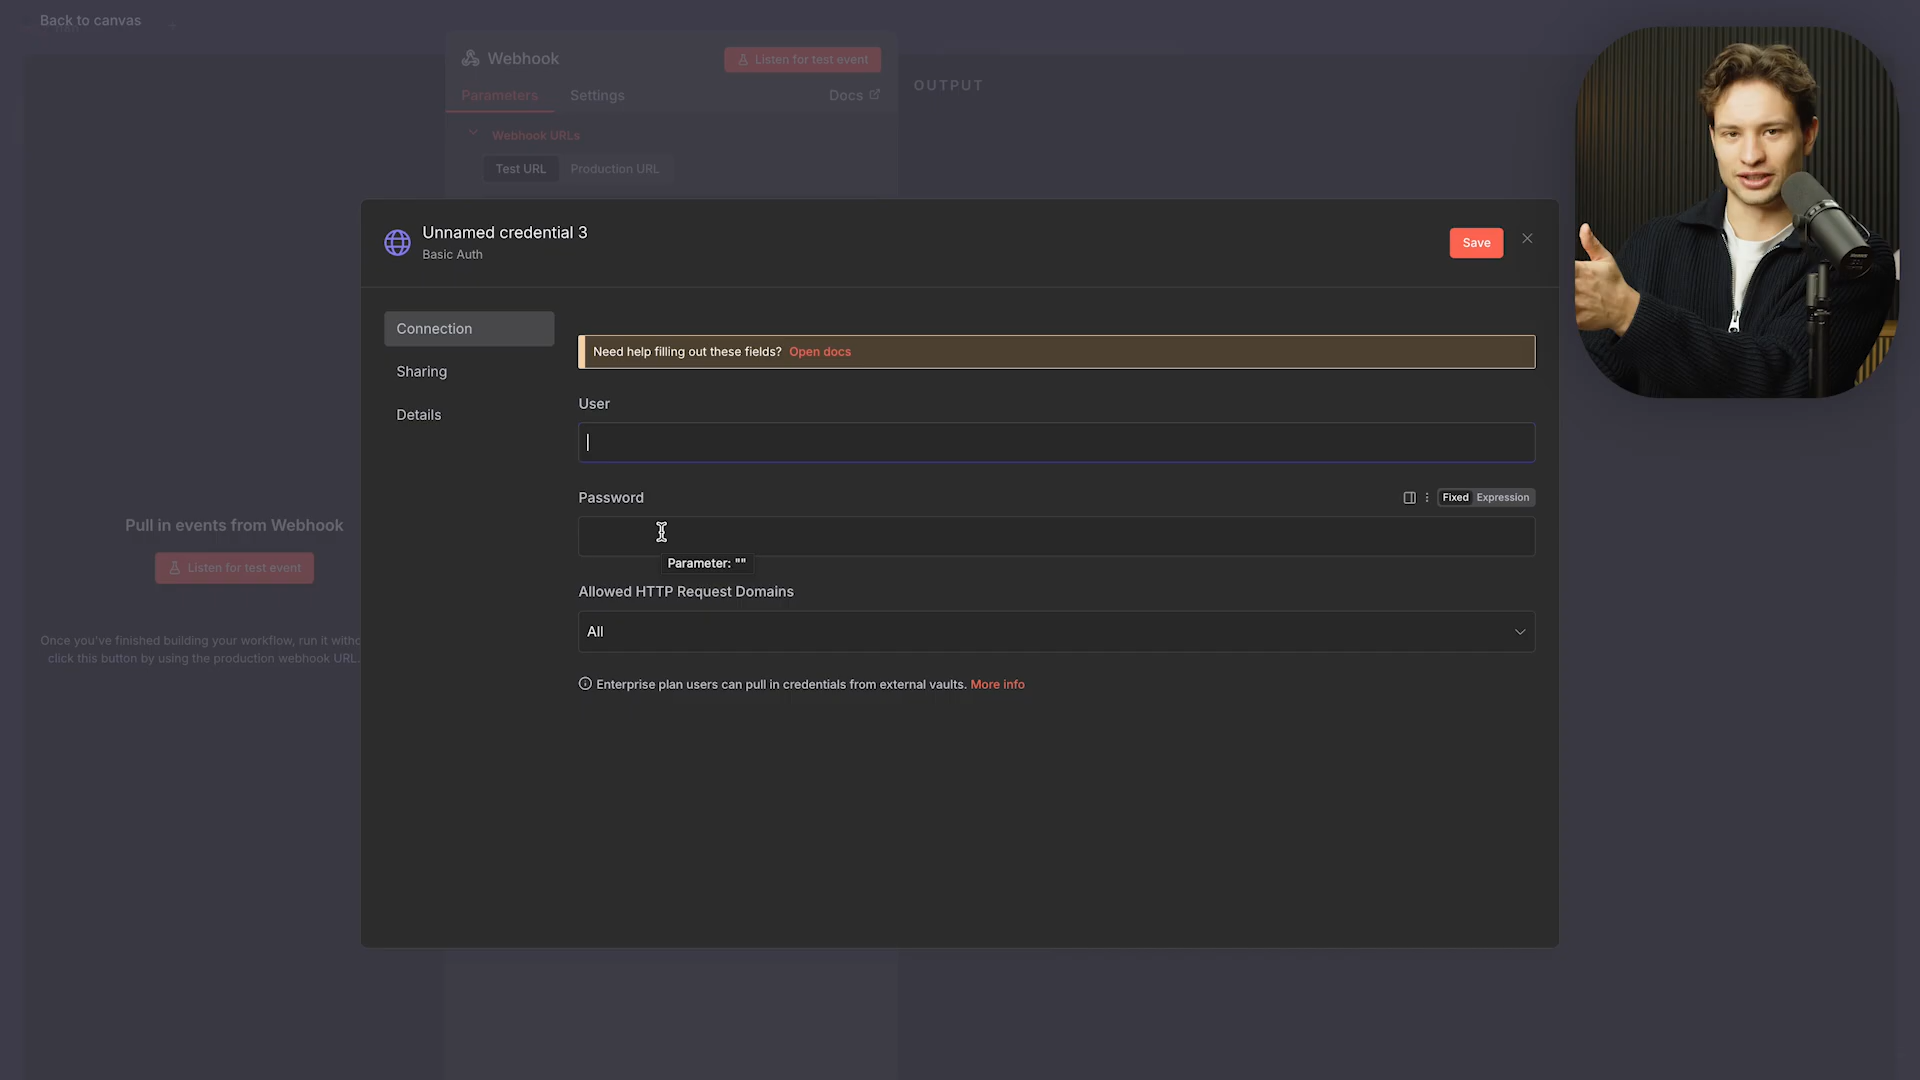 Back to canvas
Webhook
Listen for test event
Parameters
Settings
Docs
OUTPUT
Webhook URLs
Test URL
Production URL
Unnamed credential 3
Basic Auth
Save
Connection
Sharing
Details
Need help filling out these fields? Open docs
User
Password
Fixed
Expression
Parameter: ""
Allowed HTTP Request Domains
All
Enterprise plan users can pull in credentials from external vaults. More info
Pull in events from Webhook
Listen for test event
Once you've finished building your workflow, run it witho
click this button by using the production webhook URL.